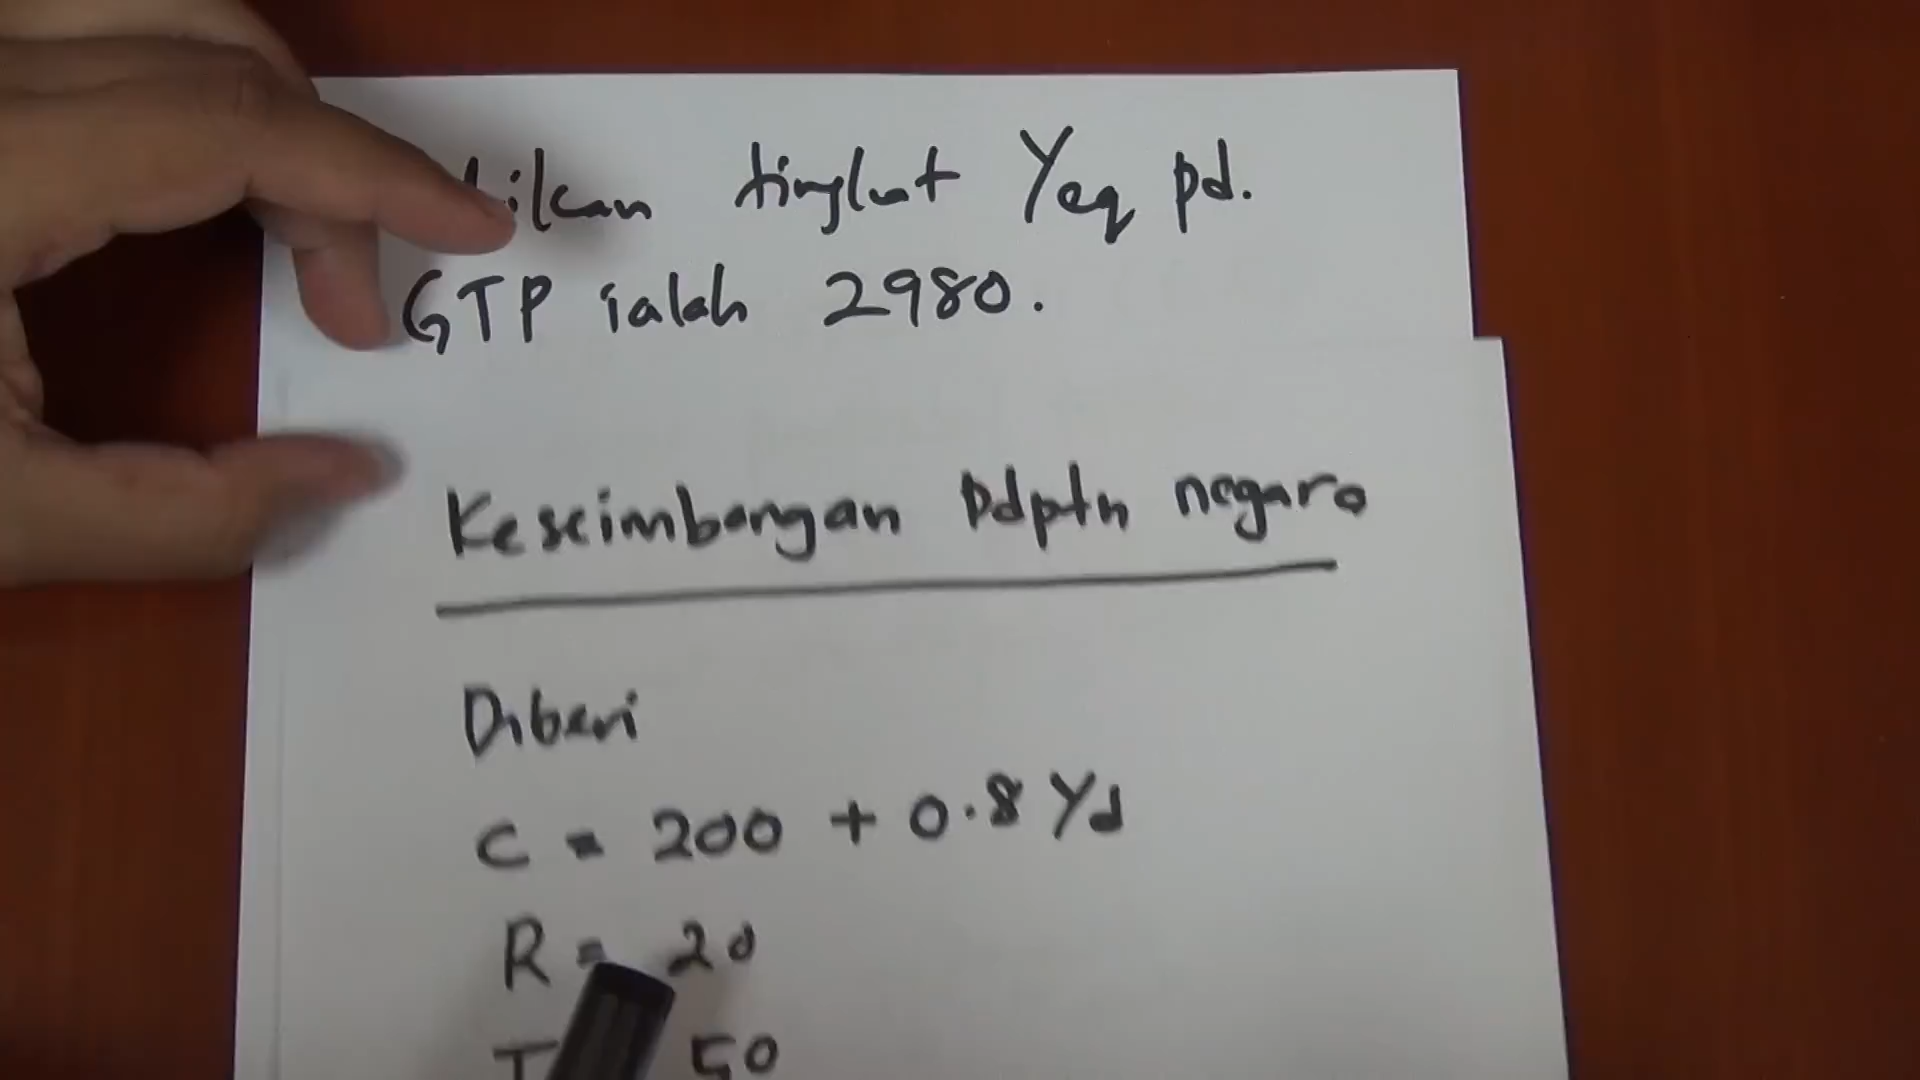 tingkat Yeq pd.
GTP ialah 2980.
Keseimbangan Pdptn negara
Diberi
C = 200 + 0.8 Yd
R = 20
T 50